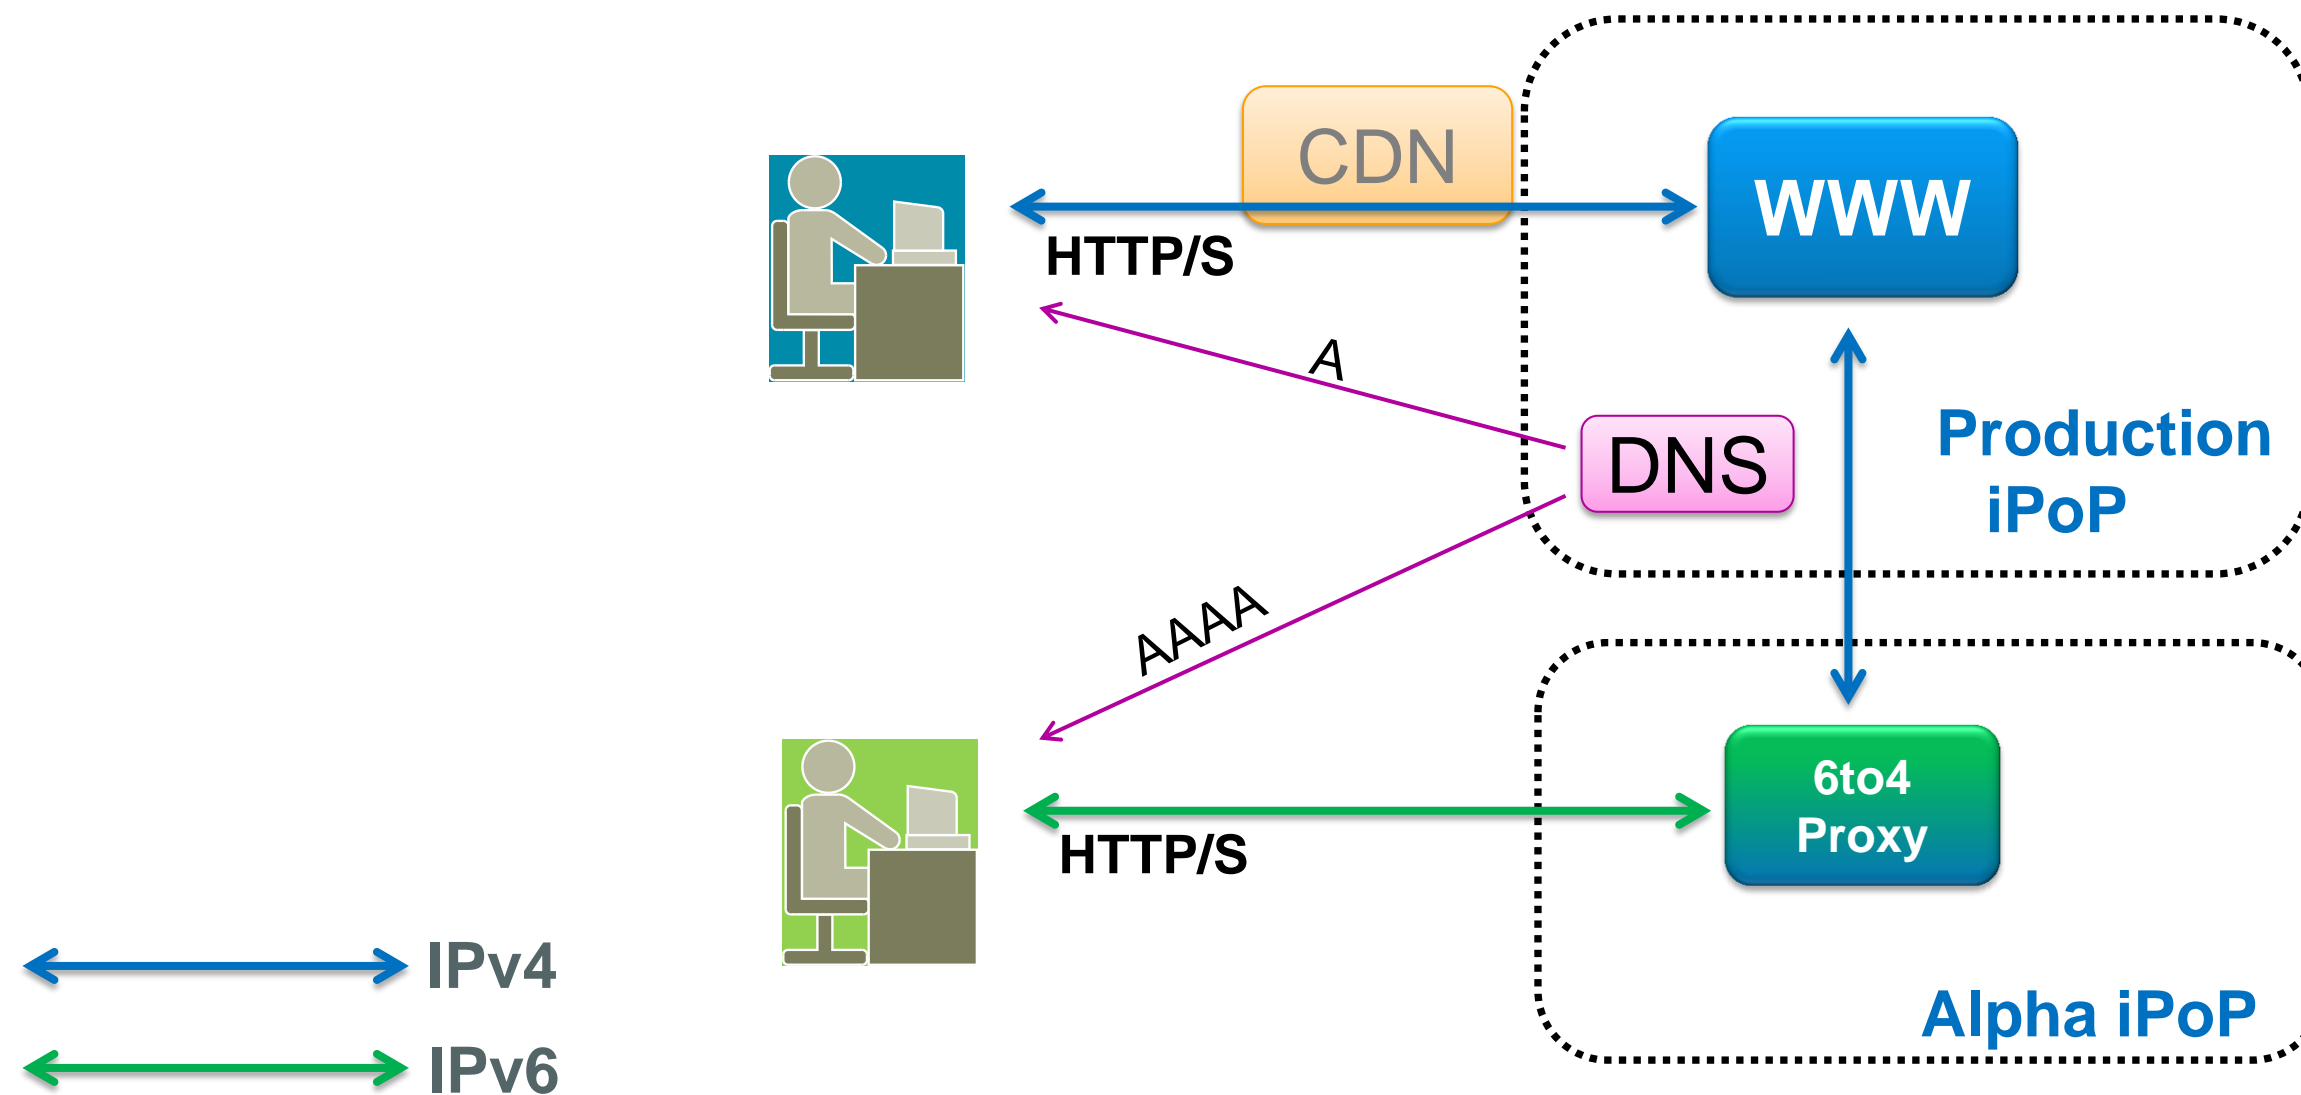 CDN
WWW
HTTP/S
A
DNS
Production
iPoP
AAAA
6to4
Proxy
HTTP/S
IPv4
Alpha iPoP
IPv6